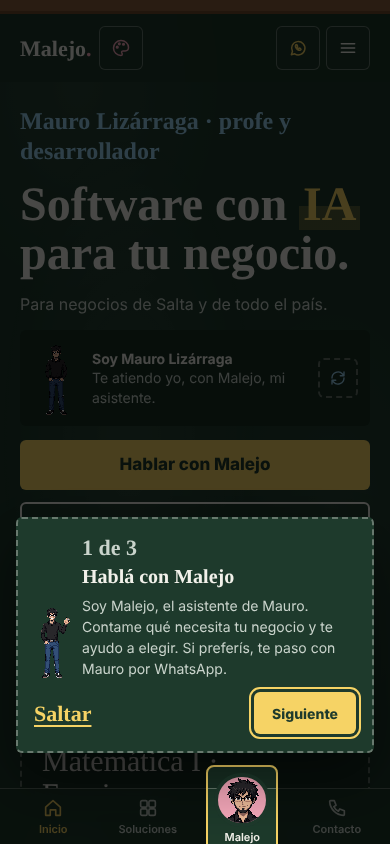 Malejo.
Mauro Lizárraga · profe y
desarrollador
Software con IA
para tu negocio.
Para negocios de Salta y de todo el país.
Soy Mauro Lizárraga
Te atiendo yo, con Malejo, mi
asistente.
Hablar con Malejo
1 de 3
Hablá con Malejo
Soy Malejo, el asistente de Mauro.
Contame qué necesita tu negocio y te
ayudo a elegir. Si preferís, te paso con
Mauro por WhatsApp.
Saltar
Siguiente
Matemática I ·
Inicio
Soluciones
Malejo
Contacto